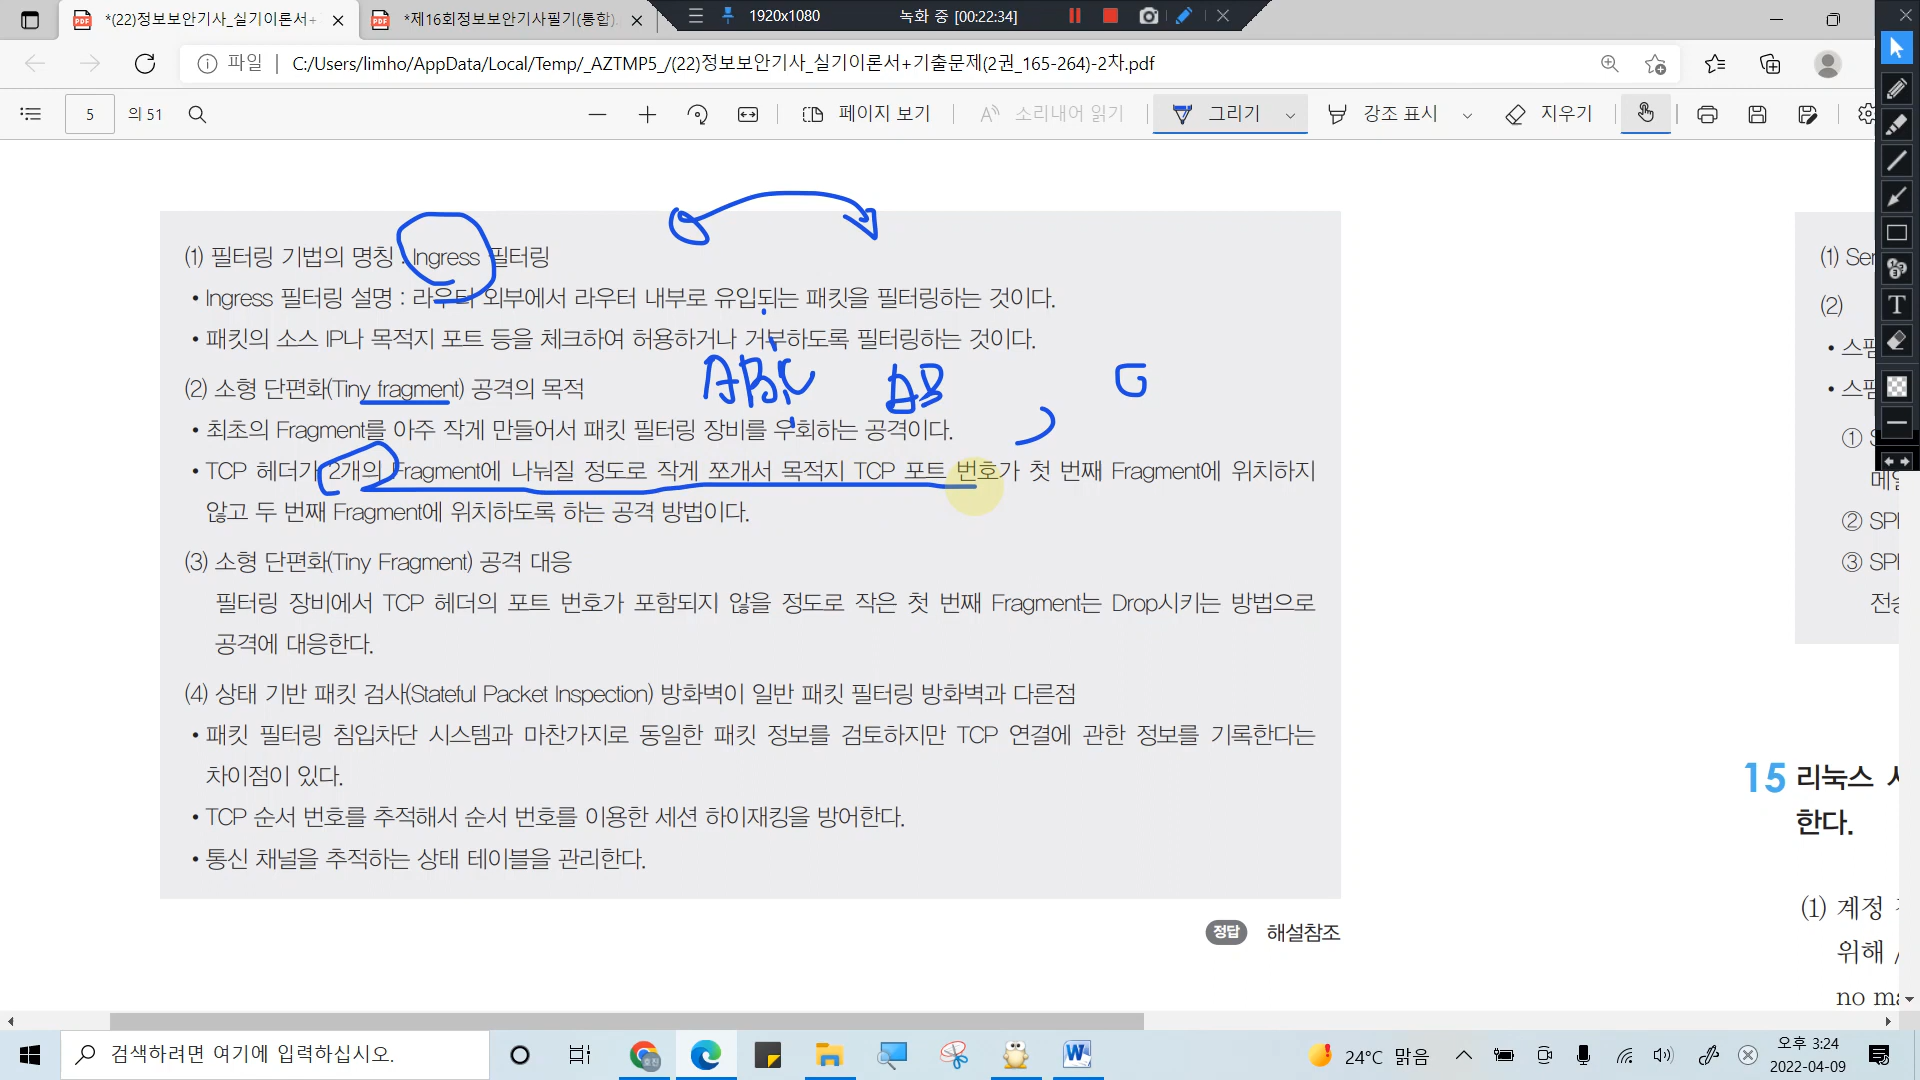 *(22)정보보안기사_실기이론서+
*제16회정보보안기사필기(통합).
1920x1080
녹화 중 [00:22:34]
파일
C:/Users/limho/AppData/Local/Temp/_AZTMP5_/(22)정보보안기사_실기이론서+기출문제(2권_165-264)-2차.pdf
5 의 51
페이지 보기
소리내어 읽기
그리기
강조 표시
지우기
(1) 필터링 기법의 명칭 : Ingress 필터링
• Ingress 필터링 설명 : 라우터 외부에서 라우터 내부로 유입되는 패킷을 필터링하는 것이다.
• 패킷의 소스 IP나 목적지 포트 등을 체크하여 허용하거나 거부하도록 필터링하는 것이다.
ABC AB
(2) 소형 단편화(Tiny fragment) 공격의 목적
• 최초의 Fragment를 아주 작게 만들어서 패킷 필터링 장비를 우회하는 공격이다.
• TCP 헤더가 2개의 Fragment에 나눠질 정도로 작게 쪼개서 목적지 TCP 포트 번호가 첫 번째 Fragment에 위치하지
않고 두 번째 Fragment에 위치하도록 하는 공격 방법이다.
(3) 소형 단편화(Tiny Fragment) 공격 대응
필터링 장비에서 TCP 헤더의 포트 번호가 포함되지 않을 정도로 작은 첫 번째 Fragment는 Drop시키는 방법으로
공격에 대응한다.
(4) 상태 기반 패킷 검사(Stateful Packet Inspection) 방화벽이 일반 패킷 필터링 방화벽과 다른점
• 패킷 필터링 침입차단 시스템과 마찬가지로 동일한 패킷 정보를 검토하지만 TCP 연결에 관한 정보를 기록한다는
차이점이 있다.
• TCP 순서 번호를 추적해서 순서 번호를 이용한 세션 하이재킹을 방어한다.
• 통신 채널을 추적하는 상태 테이블을 관리한다.
정답 해설참조
(1) Ser
(2)
• 스팸
• 스팸
① S
메일
② SPF
③ SPF
전송
15 리눅스
한다.
(1) 계정
위해 /
no ma
검색하려면 여기에 입력하십시오.
24°C 맑음
오후 3:24
2022-04-09